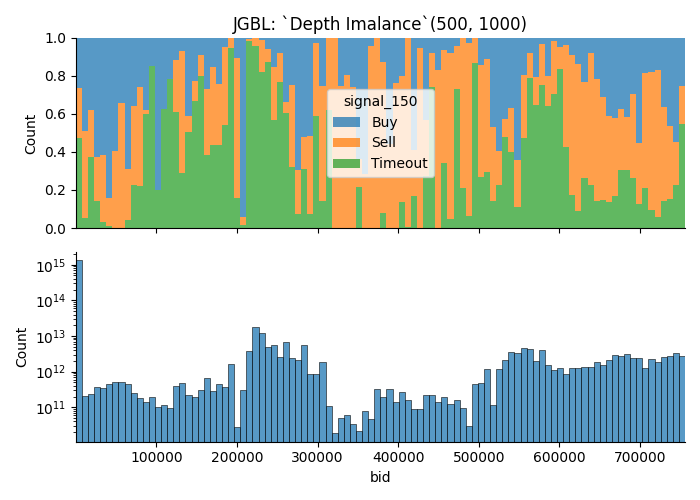 JGBL: `Depth Imalance`(500, 1000)
1.0
0.8
0.6
0.4
0.2
0.0
Count
signal_150
Buy
Sell
Timeout
10^15
10^14
10^13
10^12
10^11
Count
100000 200000 300000 400000 500000 600000 700000
bid